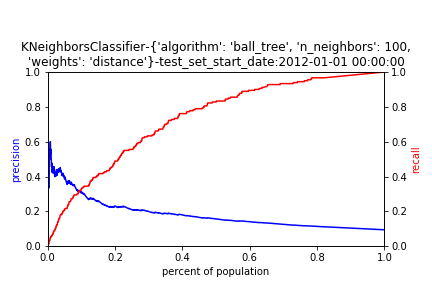 KNeighborsClassifier-{'algorithm': 'ball_tree', 'n_neighbors': 100,
'weights': 'distance'}-test_set_start_date:2012-01-01 00:00:00
1.0
1.0
0.8
0.8
0.6
0.6
precision
recall
0.4
0.4
0.2
0.2
0.0
0.0
0.0 0.2 0.4 0.6 0.8 1.0
percent of population